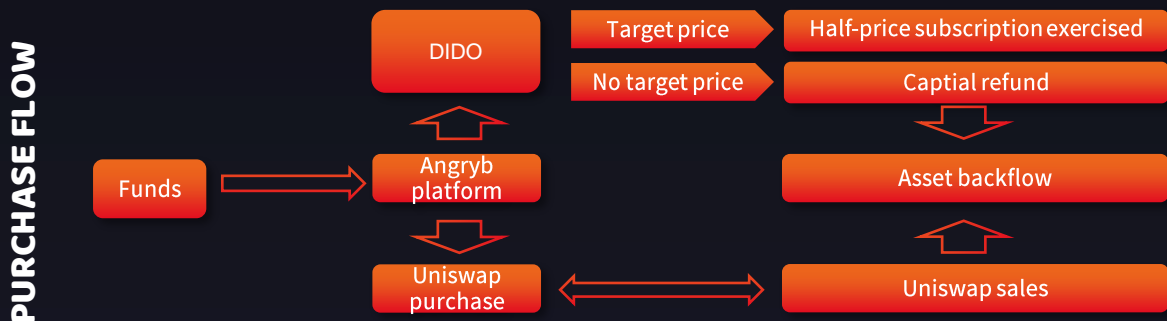 PURCHASE FLOW
DIDO
Target price
Half-price subscription exercised
No target price
Captial refund
Funds
Angryb
platform
Asset backflow
Uniswap
purchase
Uniswap sales